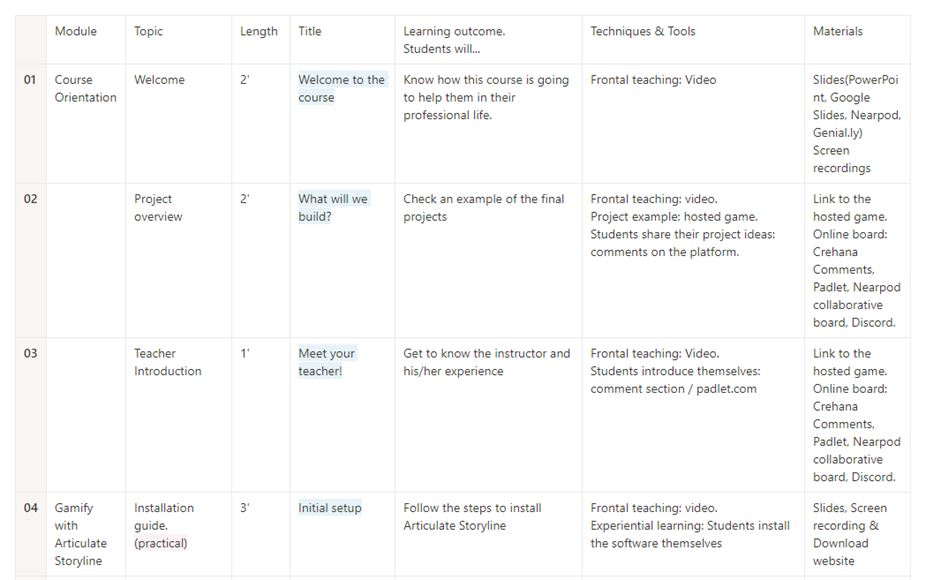 Module Topic Length Title Learning outcome. Techniques & Tools Materials
Students will...
01 Course Welcome 2' Welcome to the Know how this course is going Frontal teaching: Video Slides(PowerPoi
Orientation course to help them in their nt, Google
professional life. Slides, Nearpod,
Genial.ly)
Screen
recordings
02 Project 2' What will we Check an example of the final Frontal teaching: video. Link to the
overview build? projects Project example: hosted game. hosted game.
Students share their project ideas: Online board:
comments on the platform. Crehana
Comments,
Padlet, Nearpod
collaborative
board, Discord.
03 Teacher 1' Meet your Get to know the instructor and Frontal teaching: Video. Link to the
Introduction teacher! his/her experience Students introduce themselves: hosted game.
comment section / padlet.com Online board:
Crehana
Comments,
Padlet, Nearpod
collaborative
board, Discord.
04 Gamify Installation 3' Initial setup Follow the steps to install Frontal teaching: video. Slides, Screen
with guide. Articulate Storyline Experiential learning: Students install recording &
Articulate (practical) the software themselves Download
Storyline website